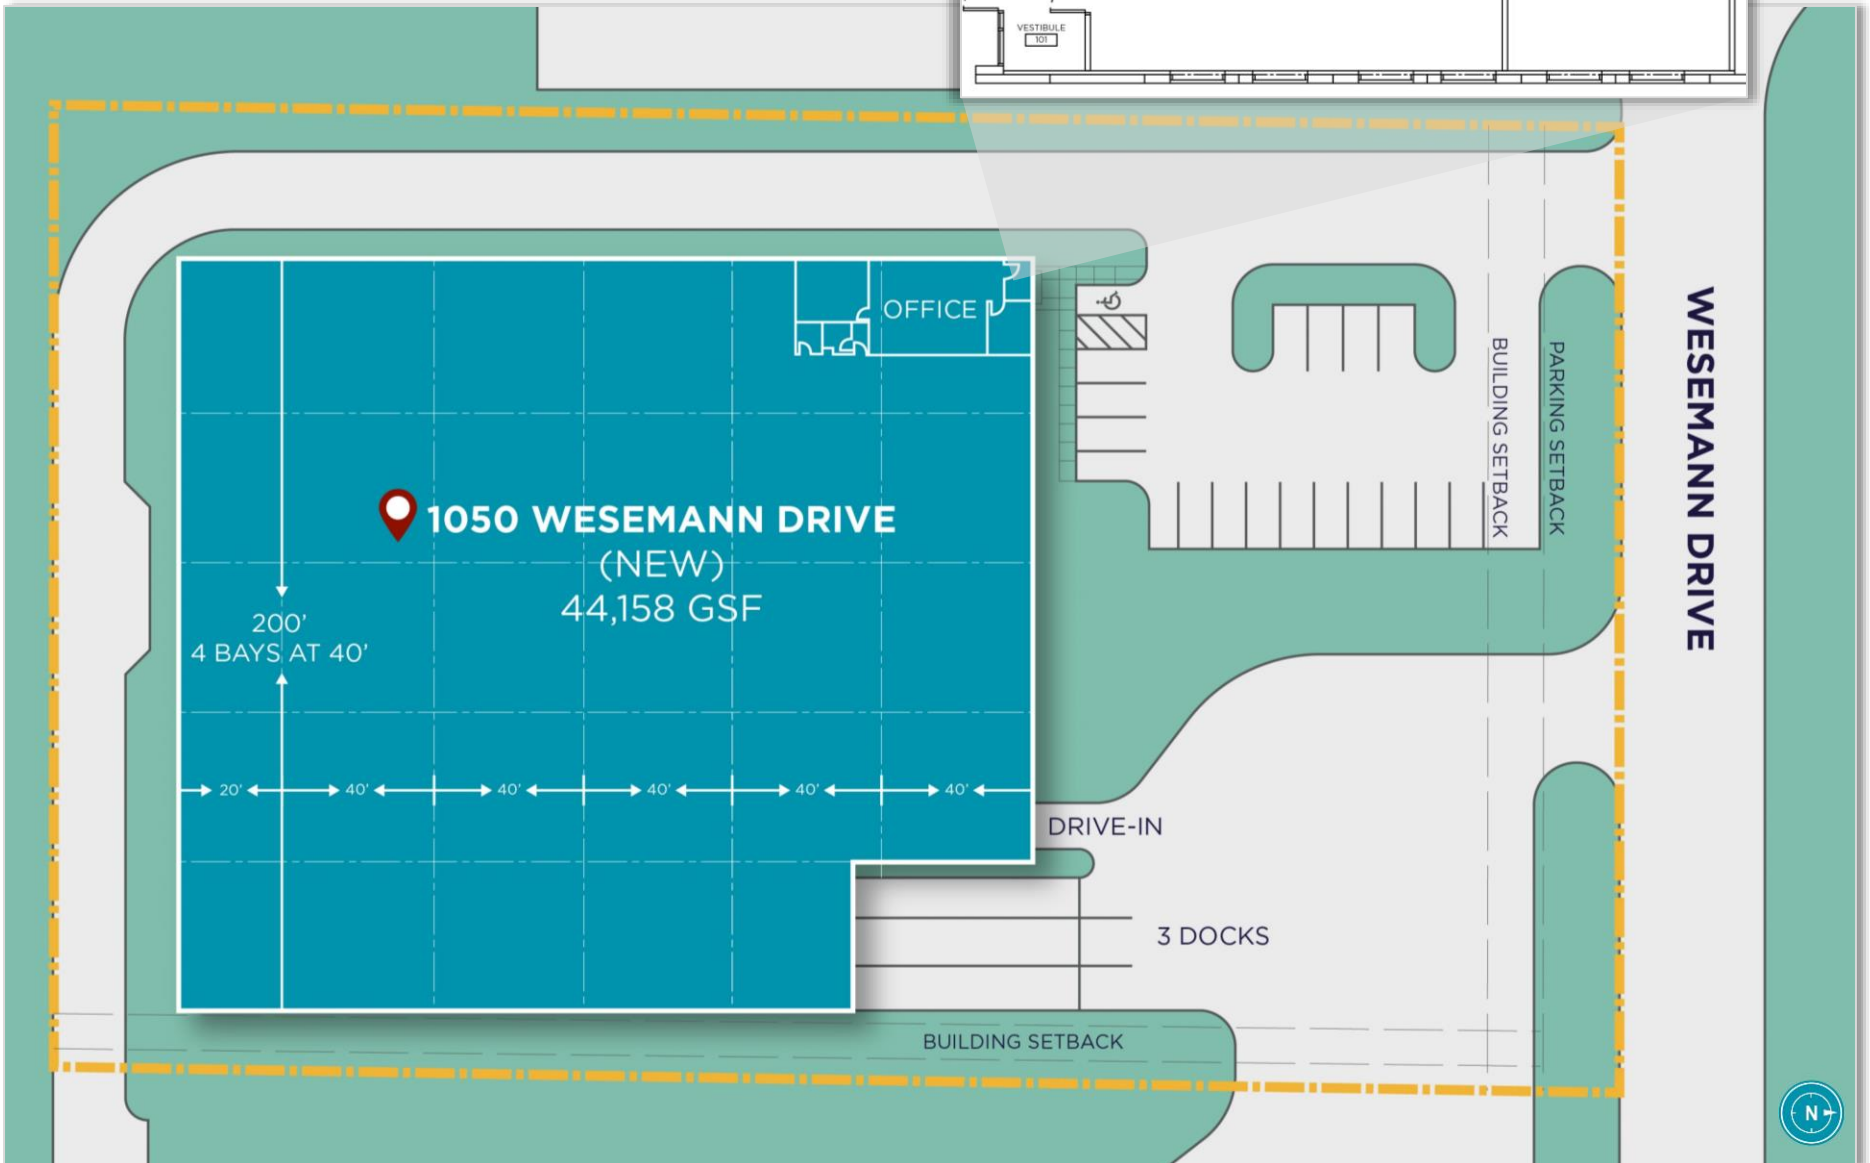 VESTIBULE
101
OFFICE
1050 WESEMANN DRIVE
(NEW)
44,158 GSF
200'
4 BAYS AT 40'
20'
40'
40'
40'
40'
40'
DRIVE-IN
3 DOCKS
BUILDING SETBACK
BUILDING SETBACK
PARKING SETBACK
WESEMANN DRIVE
N